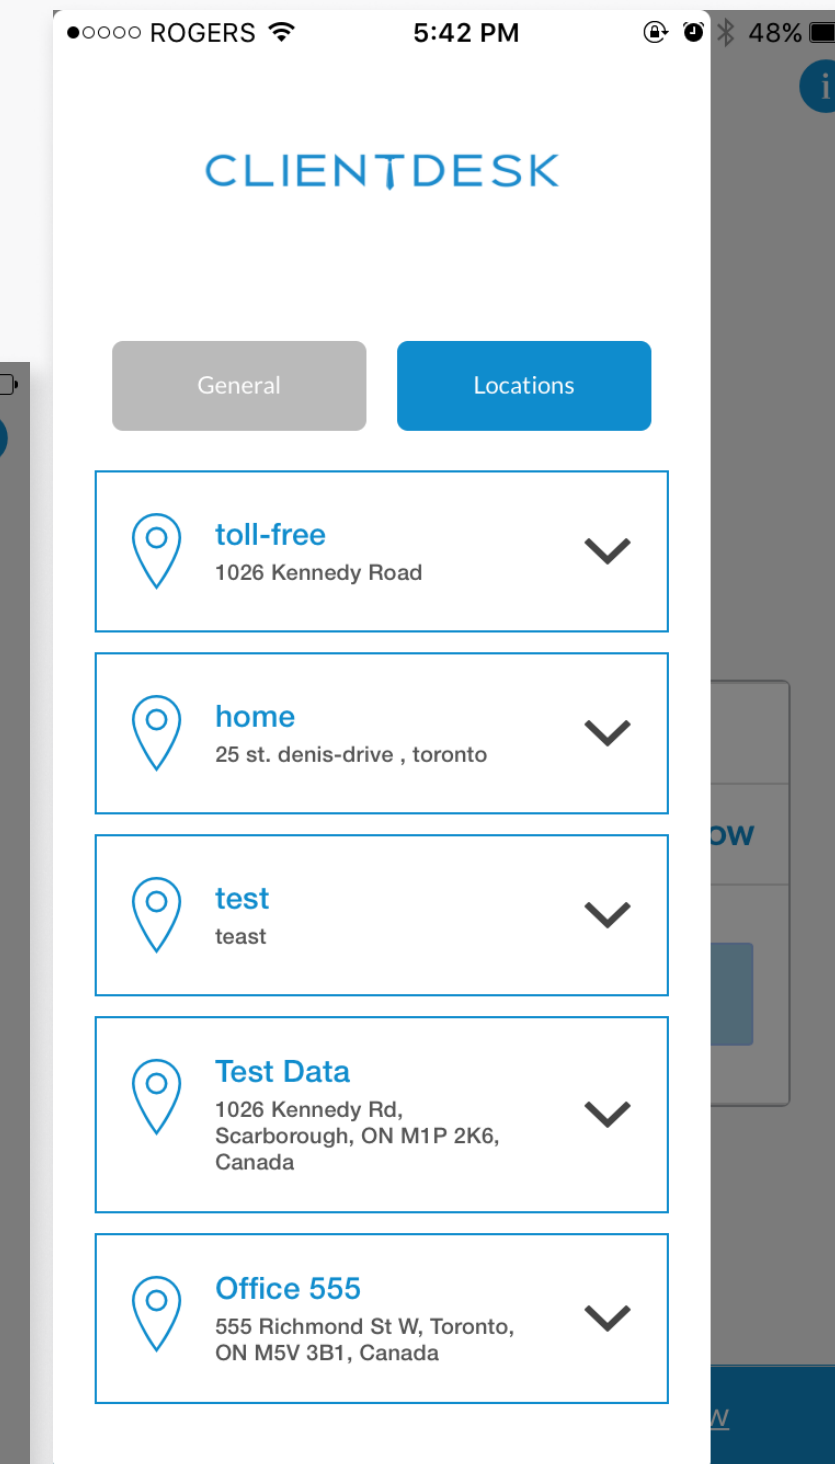 ROGERS 5:42 PM 48%
i
CLIENTDESK
General Locations
toll-free
1026 Kennedy Road
home
25 st. denis-drive , toronto
test
teast
Test Data
1026 Kennedy Rd,
Scarborough, ON M1P 2K6,
Canada
Office 555
555 Richmond St W, Toronto,
ON M5V 3B1, Canada